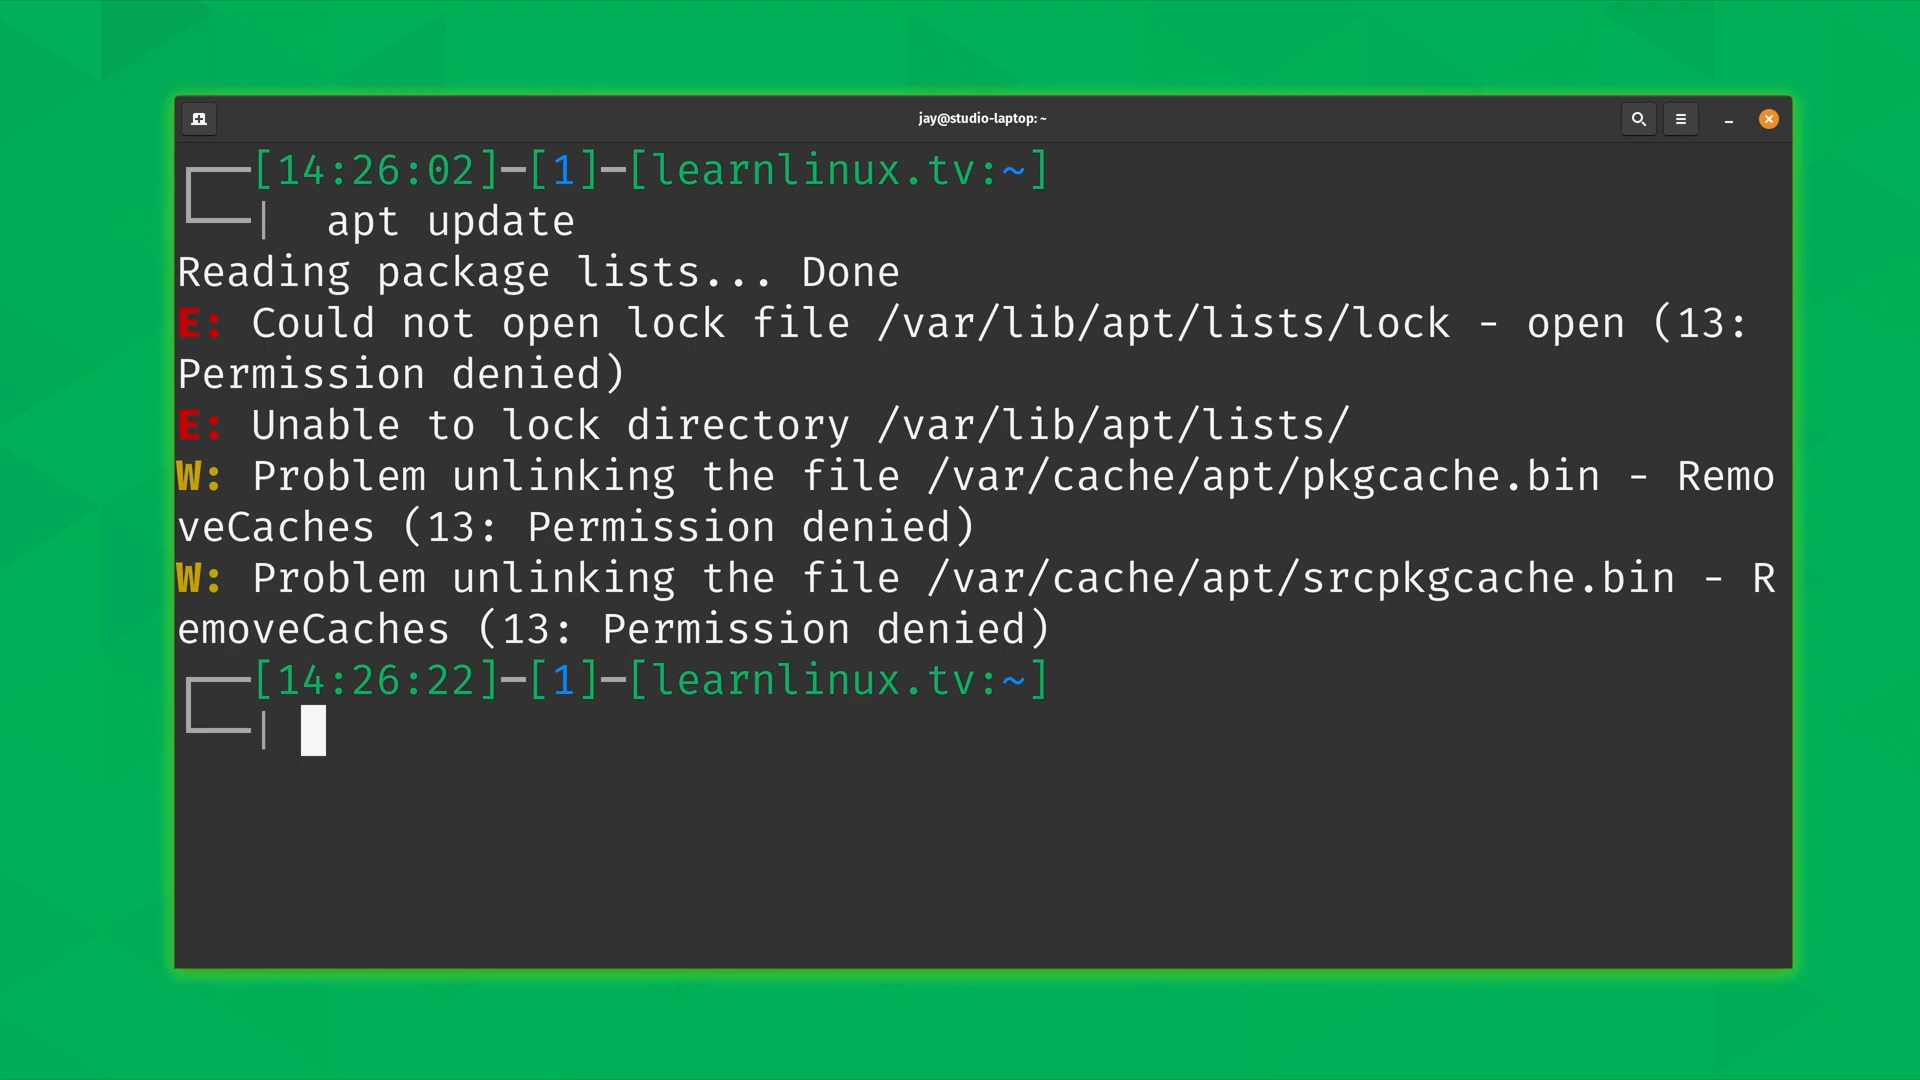 jay@studio-laptop: ~
[14:26:02]-[1]-[learnlinux.tv:~]
| apt update
Reading package lists... Done
E: Could not open lock file /var/lib/apt/lists/lock - open (13:
Permission denied)
E: Unable to lock directory /var/lib/apt/lists/
W: Problem unlinking the file /var/cache/apt/pkgcache.bin - Remo
veCaches (13: Permission denied)
W: Problem unlinking the file /var/cache/apt/srcpkgcache.bin - R
emoveCaches (13: Permission denied)
[14:26:22]-[1]-[learnlinux.tv:~]
|